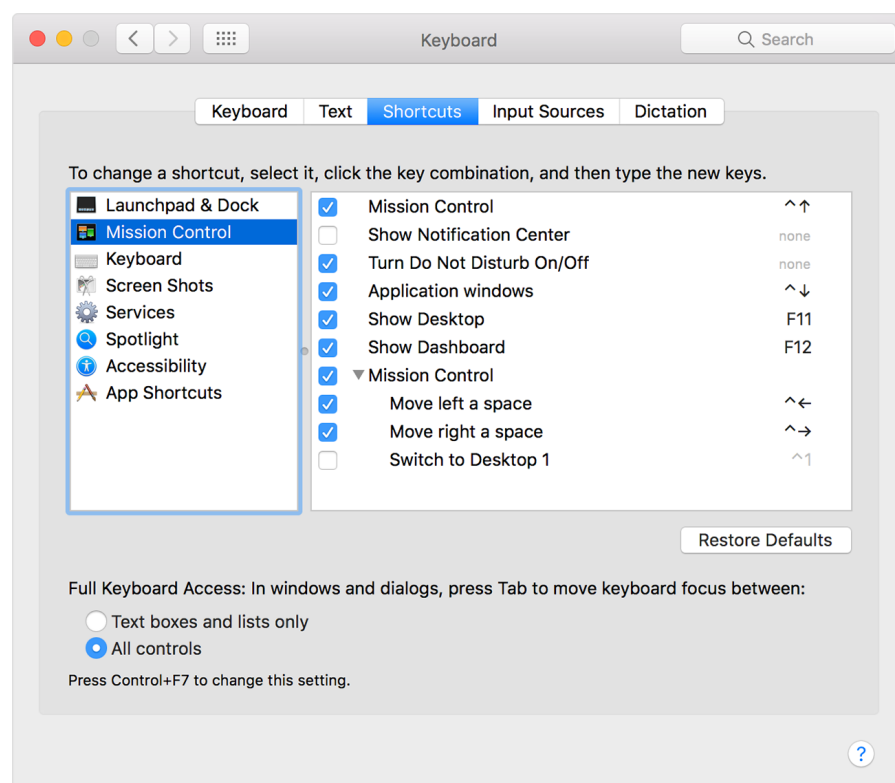 Keyboard
Search
Keyboard Text Shortcuts Input Sources Dictation
To change a shortcut, select it, click the key combination, and then type the new keys.
Launchpad & Dock
Mission Control
Keyboard
Screen Shots
Services
Spotlight
Accessibility
App Shortcuts
Mission Control ^↑
Show Notification Center none
Turn Do Not Disturb On/Off none
Application windows ^↓
Show Desktop F11
Show Dashboard F12
Mission Control
Move left a space ^←
Move right a space ^→
Switch to Desktop 1 ^1
Restore Defaults
Full Keyboard Access: In windows and dialogs, press Tab to move keyboard focus between:
Text boxes and lists only
All controls
Press Control+F7 to change this setting.
?